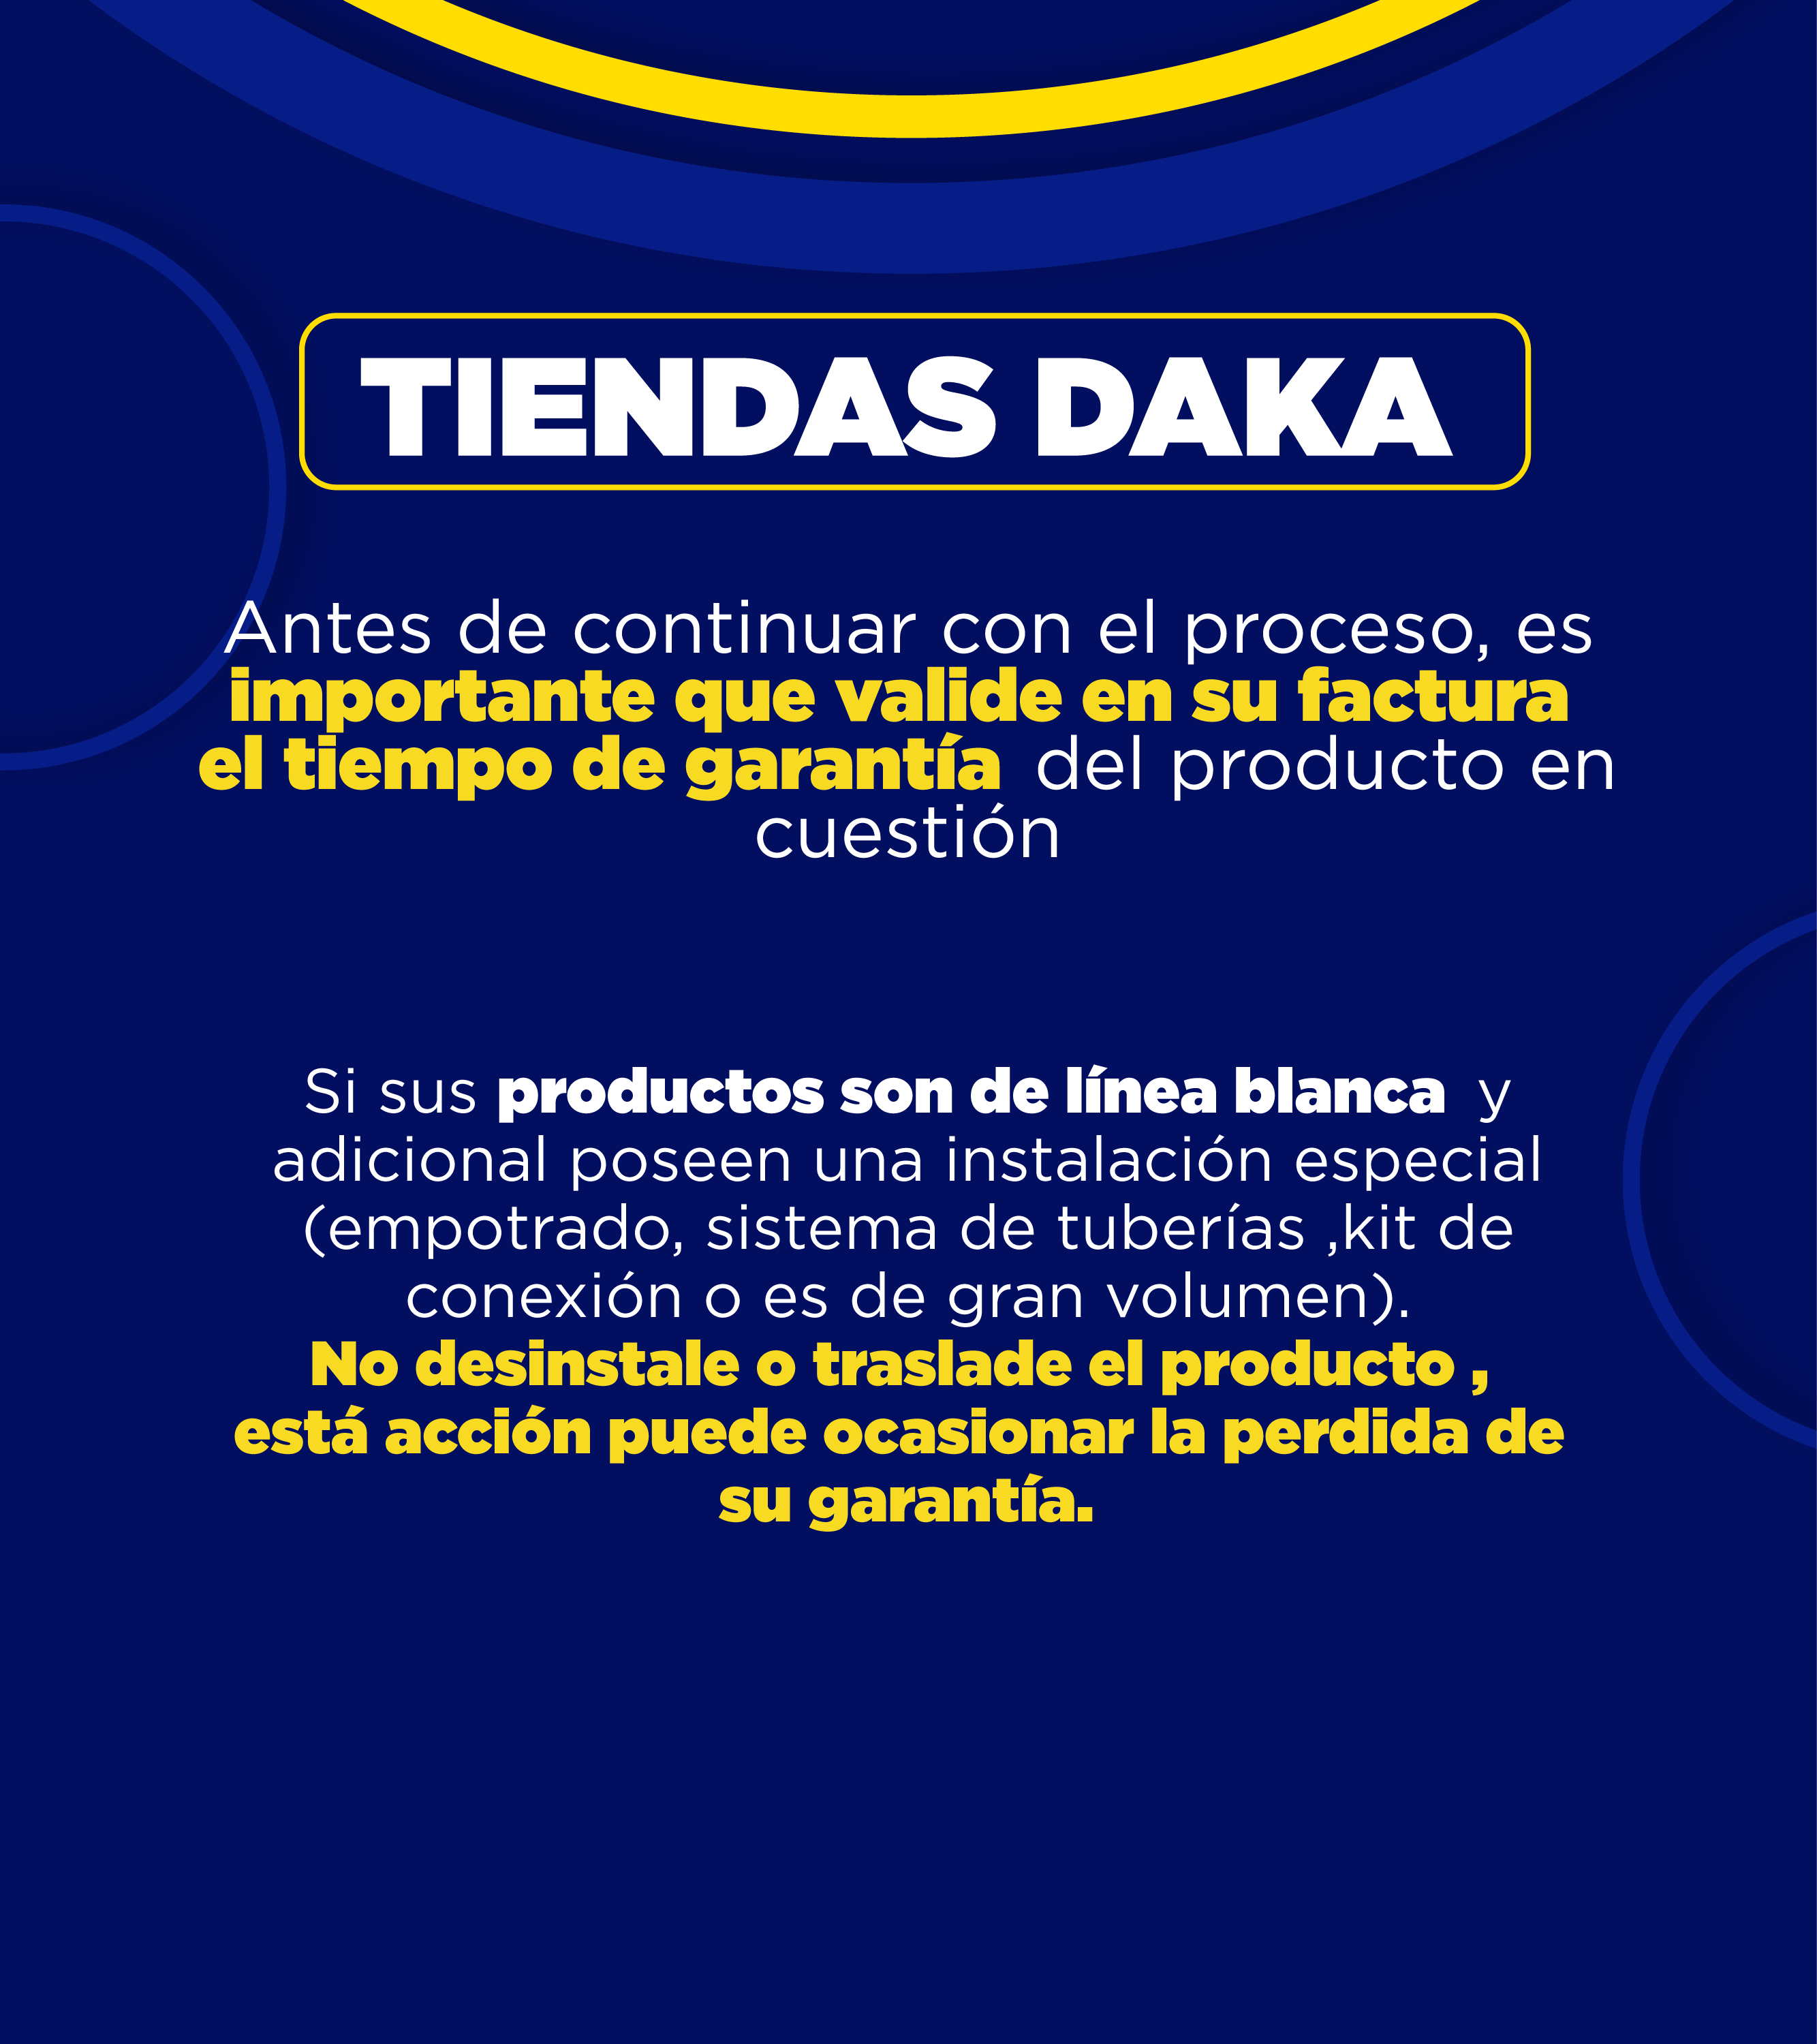 TIENDAS DAKA
Antes de continuar con el proceso, es
importante que valide en su factura
el tiempo de garantía del producto en
cuestión
Si sus productos son de línea blanca y
adicional poseen una instalación especial
(empotrado, sistema de tuberías ,kit de
conexión o es de gran volumen).
No desinstale o traslade el producto ,
está acción puede ocasionar la perdida de
su garantía.